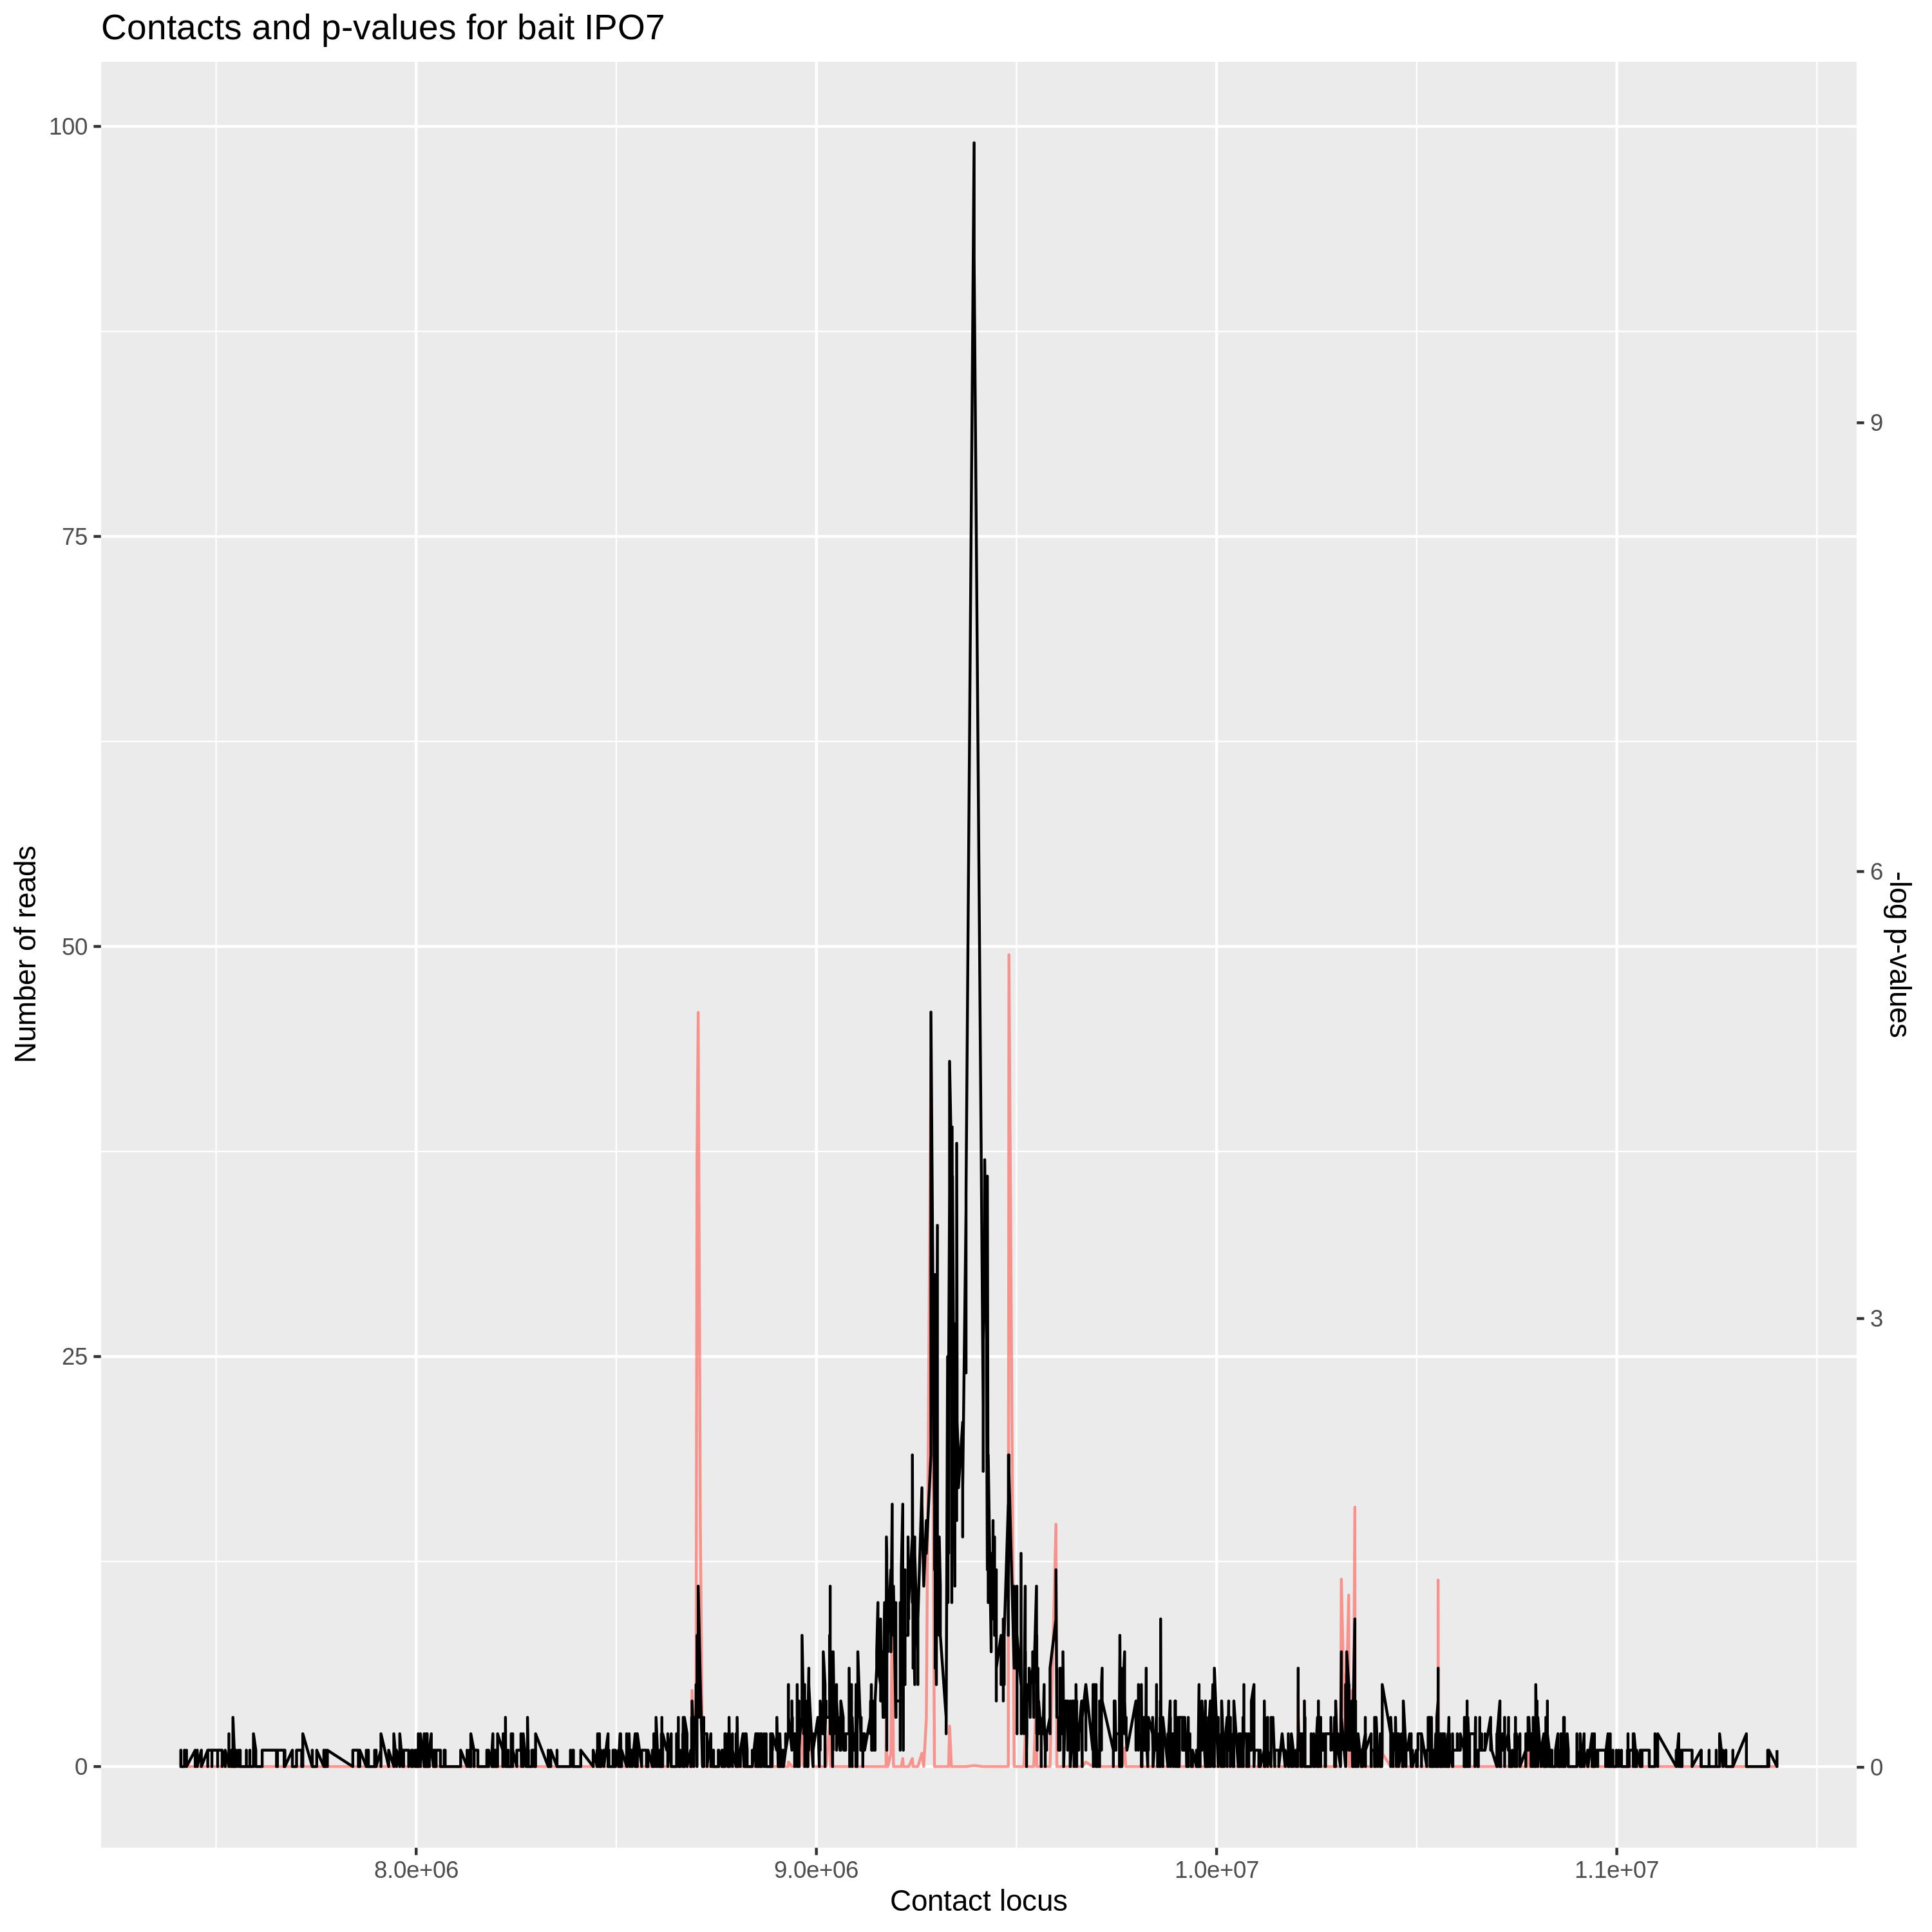 Contacts and p-values for bait IPO7
100
75
50
25
0
Number of reads
9
6
3
0
-log p-values
8.0e+06
9.0e+06
1.0e+07
1.1e+07
Contact locus